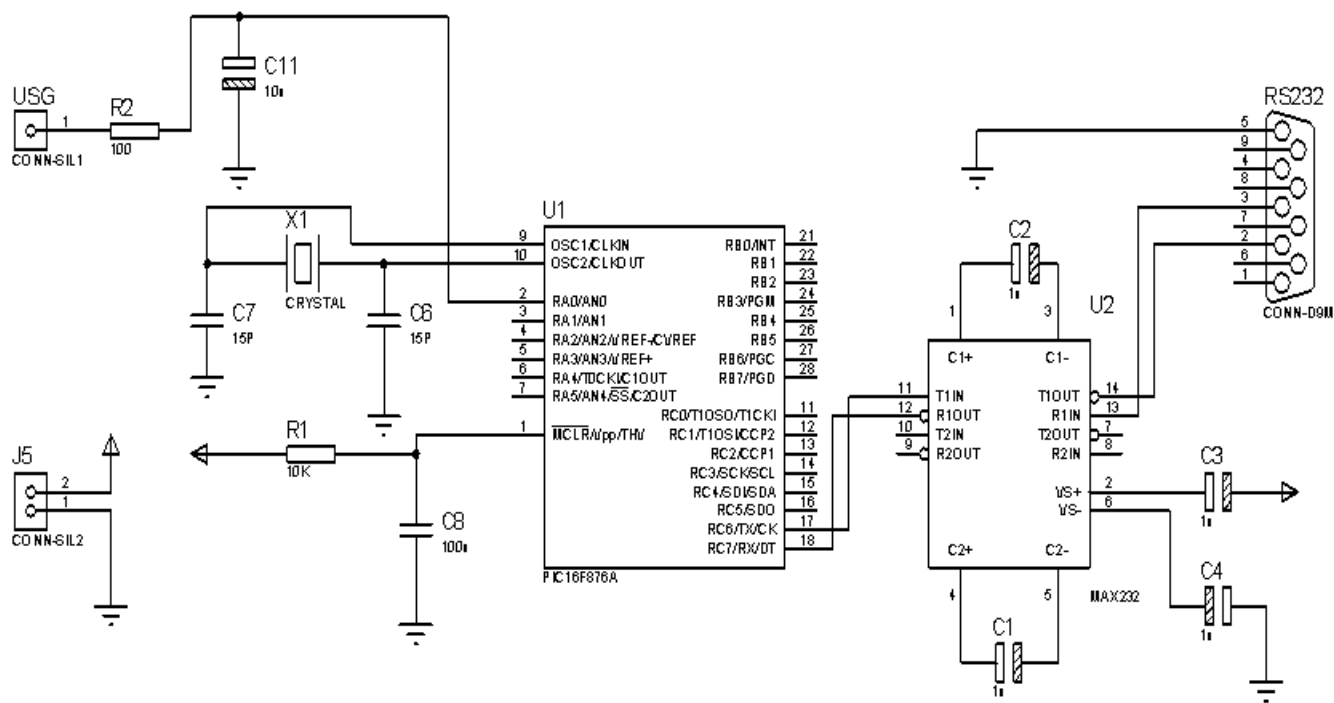 USG
1
CONN-SIL1
R2
100
C11
10u
X1
CRYSTAL
C7
15P
C6
15P
R1
10K
J5
2
1
CONN-SIL2
C8
100n
U1
9 OSC1/CLKIN
10 OSC2/CLKOUT
2 RA0/AN0
3 RA1/AN1
4 RA2/AN2/VREF-/CVREF
5 RA3/AN3/VREF+
6 RA4/T0CKI/C1OUT
7 RA5/AN4/SS/C2OUT
1 MCLR/Vpp/THV
RB0/INT 21
RB1 22
RB2 23
RB3/PGM 24
RB4 25
RB5 26
RB6/PGC 27
RB7/PGD 28
RC0/T1OSO/T1CKI 11
RC1/T1OSI/CCP2 12
RC2/CCP1 13
RC3/SCK/SCL 14
RC4/SDI/SDA 15
RC5/SDO 16
RC6/TX/CK 17
RC7/RX/DT 18
PIC16F876A
C2
1u
1
3
U2
C1+ C1-
11 T1IN
12 R1OUT
10 T2IN
9 R2OUT
T1OUT 14
R1IN 13
T2OUT 7
R2IN 8
VS+ 2
VS- 6
C2+ C2-
4
5
MAX232
C1
1u
C3
1u
C4
1u
RS232
5
9
4
8
3
7
2
6
1
CONN-D9M